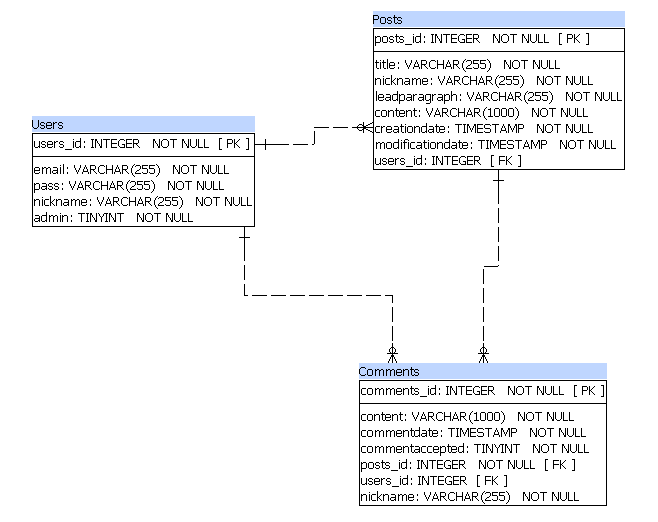 Posts
posts_id: INTEGER NOT NULL [ PK ]
title: VARCHAR(255) NOT NULL
nickname: VARCHAR(255) NOT NULL
leadparagraph: VARCHAR(255) NOT NULL
content: VARCHAR(1000) NOT NULL
creationdate: TIMESTAMP NOT NULL
modificationdate: TIMESTAMP NOT NULL
users_id: INTEGER [ FK ]
Users
users_id: INTEGER NOT NULL [ PK ]
email: VARCHAR(255) NOT NULL
pass: VARCHAR(255) NOT NULL
nickname: VARCHAR(255) NOT NULL
admin: TINYINT NOT NULL
Comments
comments_id: INTEGER NOT NULL [ PK ]
content: VARCHAR(1000) NOT NULL
commentdate: TIMESTAMP NOT NULL
commentaccepted: TINYINT NOT NULL
posts_id: INTEGER NOT NULL [ FK ]
users_id: INTEGER [ FK ]
nickname: VARCHAR(255) NOT NULL